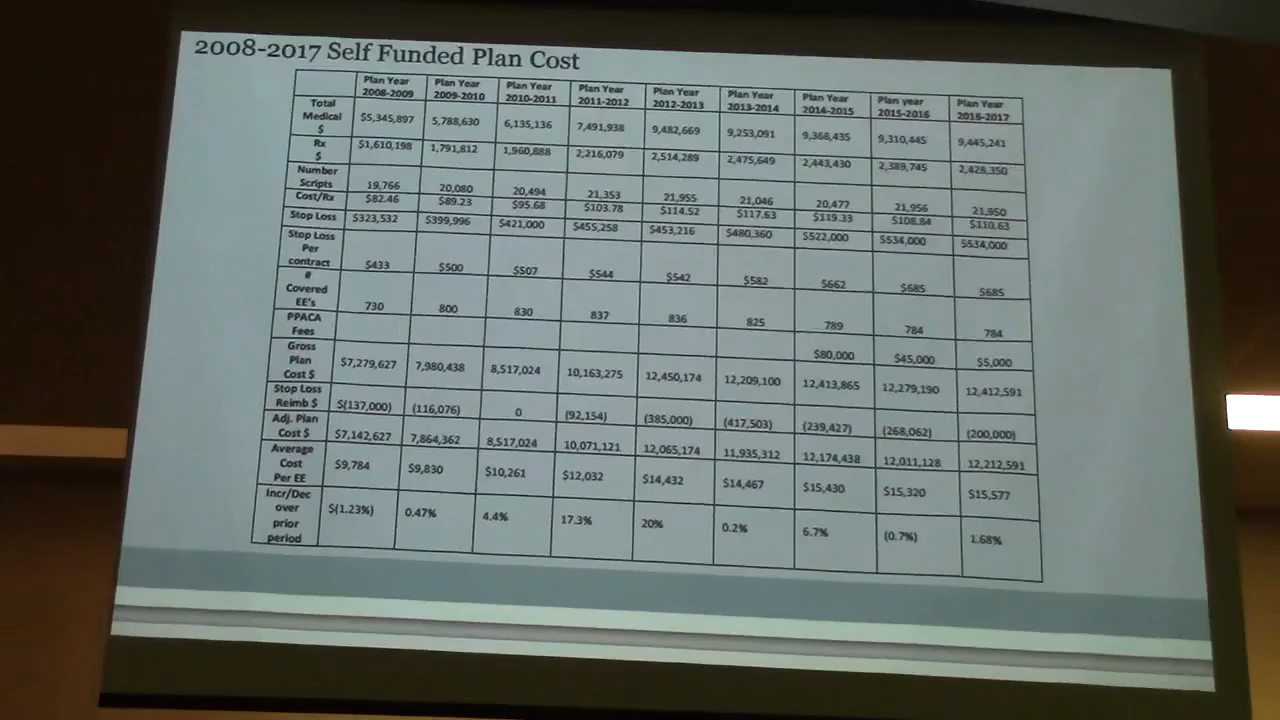 2008-2017 Self Funded Plan Cost
Plan Year 2008-2009 Plan Year 2009-2010 Plan Year 2010-2011 Plan Year 2011-2012 Plan Year 2012-2013 Plan Year 2013-2014 Plan Year 2014-2015 Plan year 2015-2016 Plan Year 2016-2017
Total Medical $ $5,345,897 5,788,630 6,135,136 7,491,938 9,482,669 9,253,091 9,368,435 9,310,445 9,445,241
Rx $ $1,610,198 1,791,812 1,960,888 2,216,079 2,514,289 2,475,649 2,443,430 2,389,745 2,428,350
Number Scripts 19,766 20,080 20,494 21,353 21,955 21,046 20,477 21,956 21,950
Cost/Rx $82.46 $89.23 $95.68 $103.78 $114.52 $117.63 $119.33 $108.84 $110.63
Stop Loss $323,532 $399,996 $421,000 $455,258 $453,216 $480,360 $522,000 $534,000 $534,000
Stop Loss Per contract $433 $500 $507 $544 $542 $582 $662 $685 $685
# Covered EE's 730 800 830 837 836 825 789 784 784
PPACA Fees $80,000 $45,000 $5,000
Gross Plan Cost $ $7,279,627 7,980,438 8,517,024 10,163,275 12,450,174 12,209,100 12,413,865 12,279,190 12,412,591
Stop Loss Reimb $ $(137,000) (116,076) 0 (92,154) (385,000) (417,503) (239,427) (268,062) (200,000)
Adj. Plan Cost $ $7,142,627 7,864,362 8,517,024 10,071,121 12,065,174 11,935,312 12,174,438 12,011,128 12,212,591
Average Cost Per EE $9,784 $9,830 $10,261 $12,032 $14,432 $14,467 $15,430 $15,320 $15,577
Incr/Dec over prior period $(1.23%) 0.47% 4.4% 17.3% 20% 0.2% 6.7% (0.7%) 1.68%